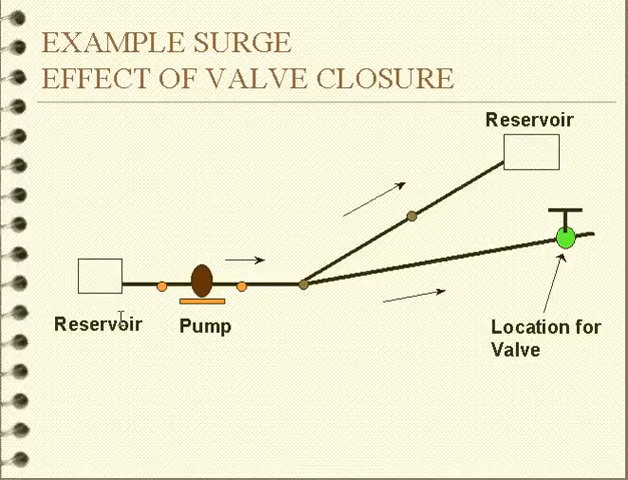 EXAMPLE SURGE
EFFECT OF VALVE CLOSURE
Reservoir
Reservoir
Pump
Location for
Valve